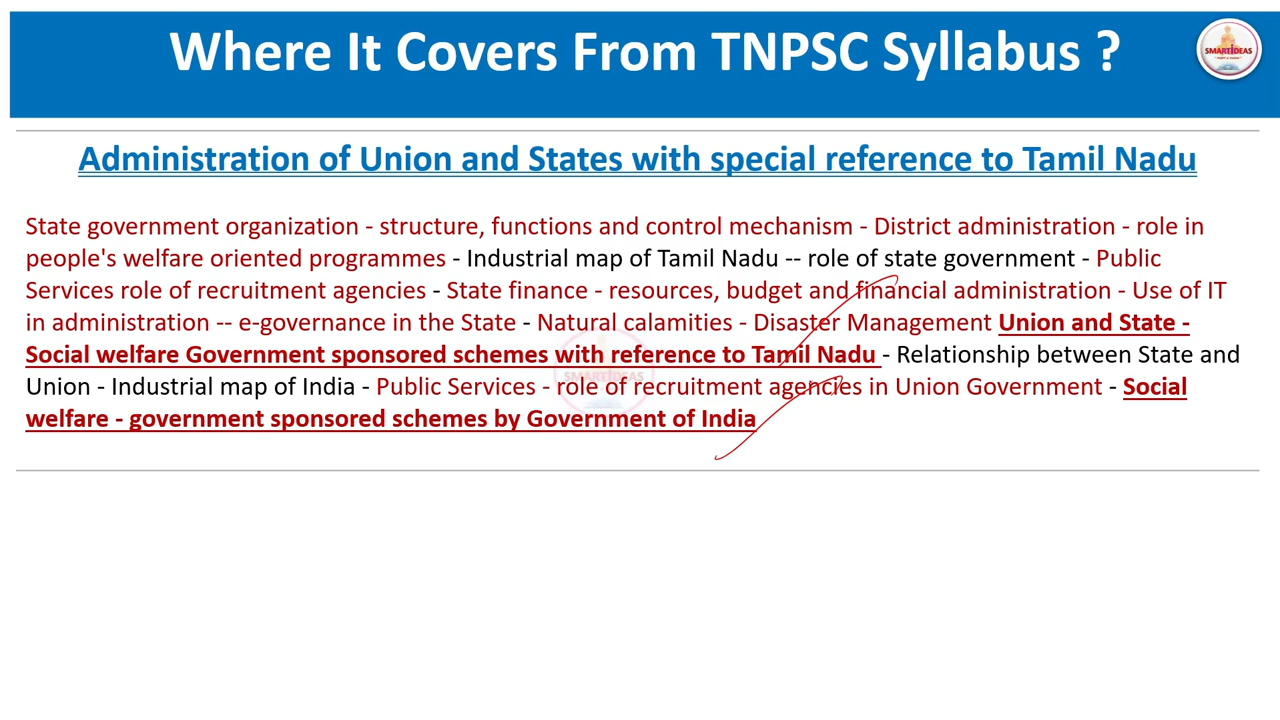 Where It Covers From TNPSC Syllabus ?
SMARTIDEAS
Administration of Union and States with special reference to Tamil Nadu
State government organization - structure, functions and control mechanism - District administration - role in
people's welfare oriented programmes - Industrial map of Tamil Nadu -- role of state government - Public
Services role of recruitment agencies - State finance - resources, budget and financial administration - Use of IT
in administration -- e-governance in the State - Natural calamities - Disaster Management Union and State -
Social welfare Government sponsored schemes with reference to Tamil Nadu - Relationship between State and
Union - Industrial map of India - Public Services - role of recruitment agencies in Union Government - Social
SMARTIDEAS
welfare - government sponsored schemes by Government of India